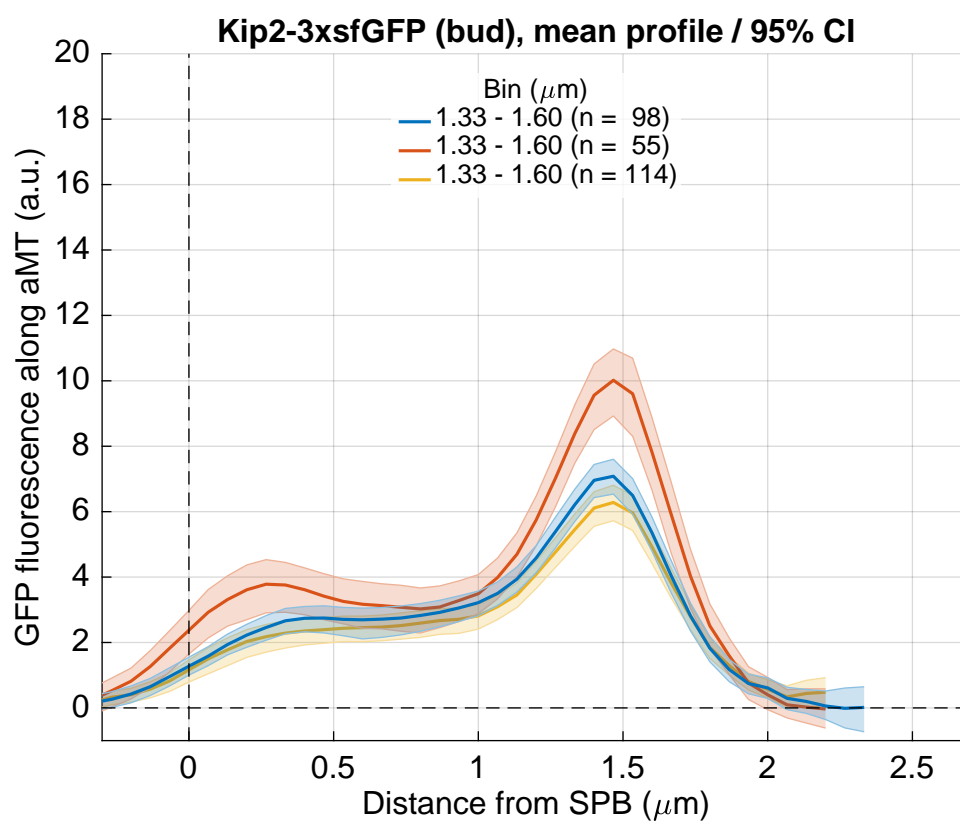 Kip2-3xsfGFP (bud), mean profile / 95% CI
GFP fluorescence along aMT (a.u.)
20
18
16
14
12
10
8
6
4
2
0
Bin (μm)
1.33 - 1.60 (n = 98)
1.33 - 1.60 (n = 55)
1.33 - 1.60 (n = 114)
0
0.5
1
1.5
2
2.5
Distance from SPB (μm)